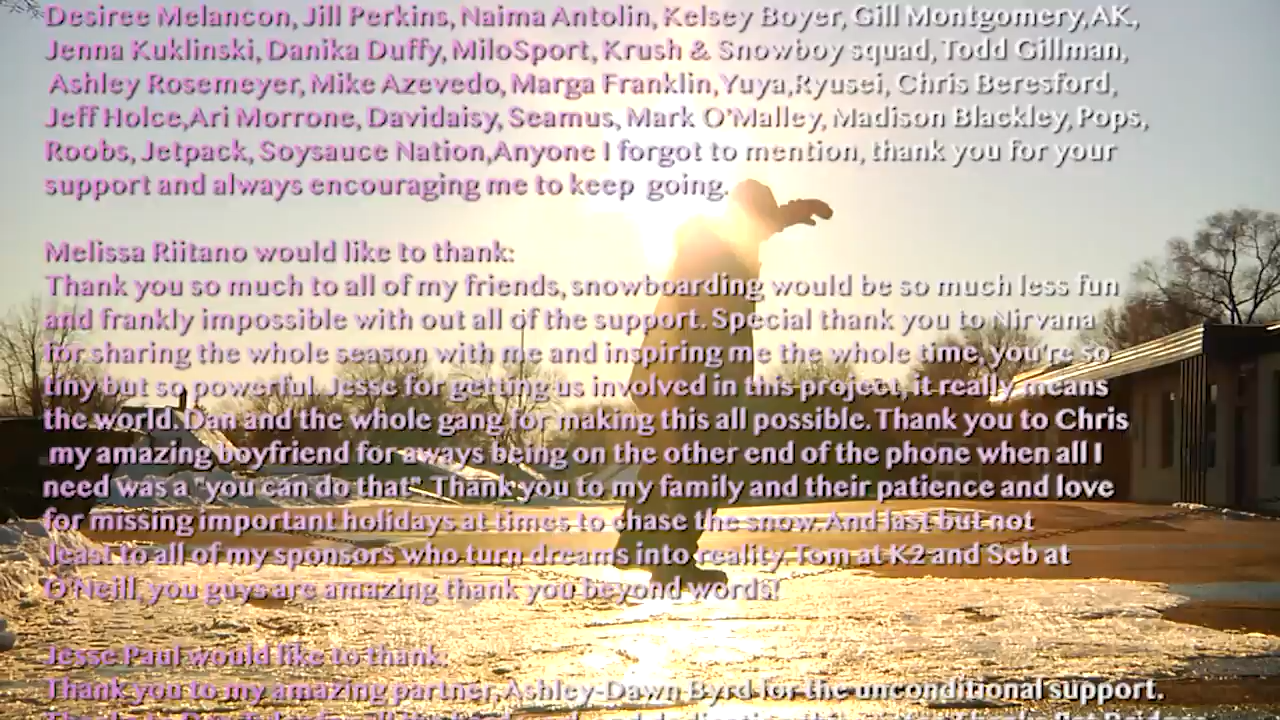 Desiree Melancon, Jill Perkins, Naima Antolin, Kelsey Boyer, Gill Montgomery, AK,
Jenna Kuklinski, Danika Duffy, MiloSport, Krush & Snowboy squad, Todd Gillman,
Ashley Rosemeyer, Mike Azevedo, Marga Franklin, Yuya,Ryusei, Chris Beresford,
Jeff Holce,Ari Morrone, Davidaisy, Seamus, Mark O'Malley, Madison Blackley, Pops,
Roobs, Jetpack, Soysauce Nation,Anyone I forgot to mention, thank you for your
support and always encouraging me to keep going.
Melissa Riitano would like to thank:
Thank you so much to all of my friends, snowboarding would be so much less fun
and frankly impossible with out all of the support. Special thank you to Nirvana
for sharing the whole season with me and inspiring me the whole time, you're so
tiny but so powerful. Jesse for getting us involved in this project, it really means
the world. Dan and the whole gang for making this all possible. Thank you to Chris
my amazing boyfriend for aways being on the other end of the phone when all I
need was a "you can do that". Thank you to my family and their patience and love
for missing important holidays at times to chase the snow. And last but not
least to all of my sponsors who turn dreams into reality. Tom at K2 and Seb at
O'Neill, you guys are amazing thank you beyond words!
Jesse Paul would like to thank:
Thank you to my amazing partner, Ashley-Dawn Byrd for the unconditional support.